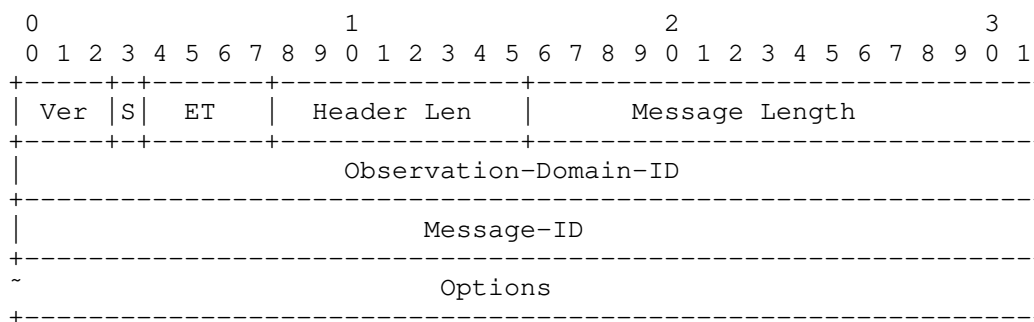 0                   1                   2                   3
0 1 2 3 4 5 6 7 8 9 0 1 2 3 4 5 6 7 8 9 0 1 2 3 4 5 6 7 8 9 0 1
+-----+-+-------+---------------+-------------------------------
| Ver |S|  ET   |  Header Len   |      Message Length
+-----+-+-------+---------------+-------------------------------
|                    Observation-Domain-ID
+---------------------------------------------------------------
|                         Message-ID
+---------------------------------------------------------------
~                          Options
+---------------------------------------------------------------